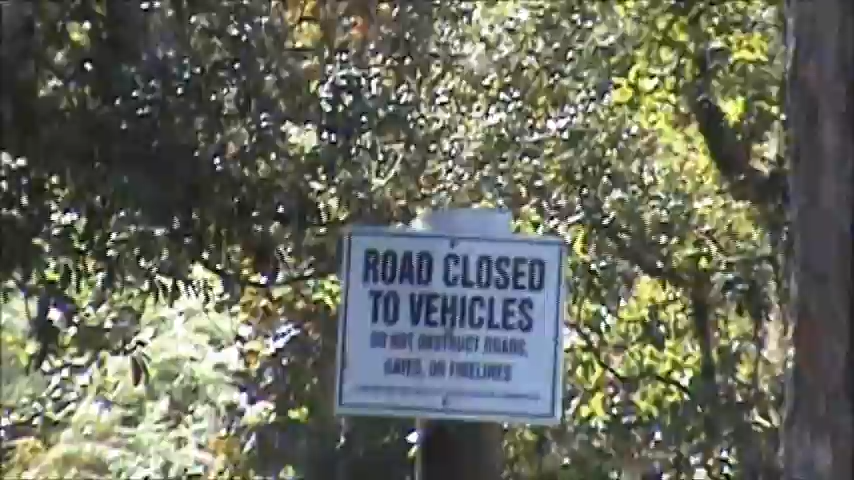 ROAD CLOSED
TO VEHICLES
DO NOT OBSTRUCT ROADS,
GATES, OR FIRELINES